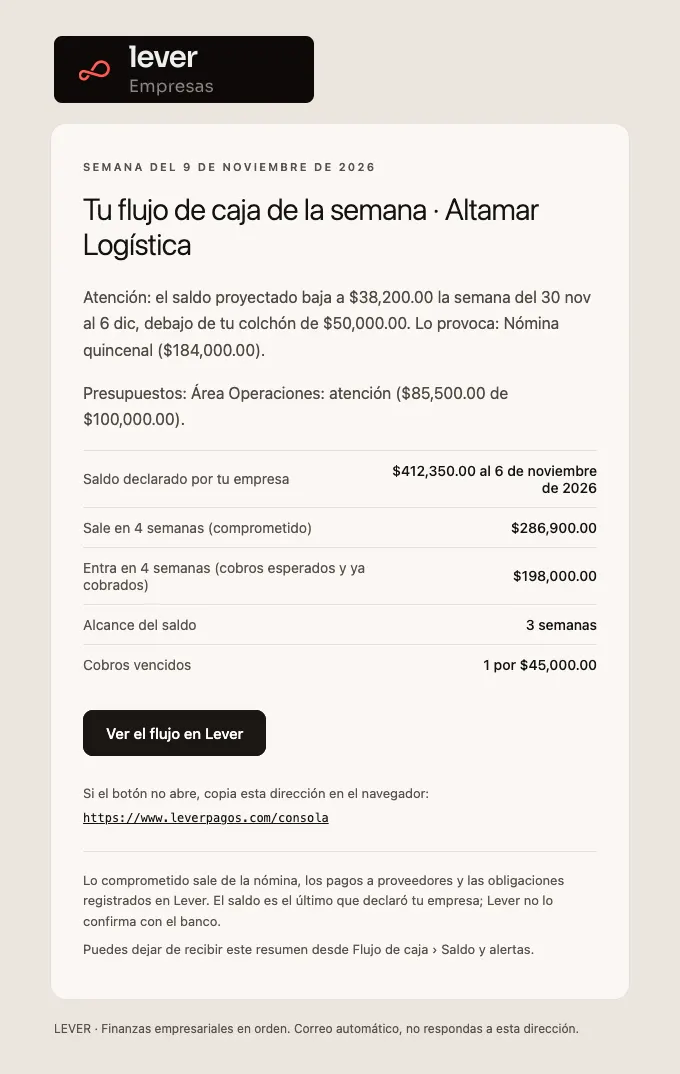 lever
Empresas
SEMANA DEL 9 DE NOVIEMBRE DE 2026
Tu flujo de caja de la semana · Altamar
Logística
Atención: el saldo proyectado baja a $38,200.00 la semana del 30 nov
al 6 dic, debajo de tu colchón de $50,000.00. Lo provoca: Nómina
quincenal ($184,000.00).
Presupuestos: Área Operaciones: atención ($85,500.00 de
$100,000.00).
Saldo declarado por tu empresa
$412,350.00 al 6 de noviembre
de 2026
Sale en 4 semanas (comprometido)
$286,900.00
Entra en 4 semanas (cobros esperados y ya
cobrados)
$198,000.00
Alcance del saldo
3 semanas
Cobros vencidos
1 por $45,000.00
Ver el flujo en Lever
Si el botón no abre, copia esta dirección en el navegador:
https://www.leverpagos.com/consola
Lo comprometido sale de la nómina, los pagos a proveedores y las obligaciones
registrados en Lever. El saldo es el último que declaró tu empresa; Lever no lo
confirma con el banco.
Puedes dejar de recibir este resumen desde Flujo de caja › Saldo y alertas.
LEVER · Finanzas empresariales en orden. Correo automático, no respondas a esta dirección.